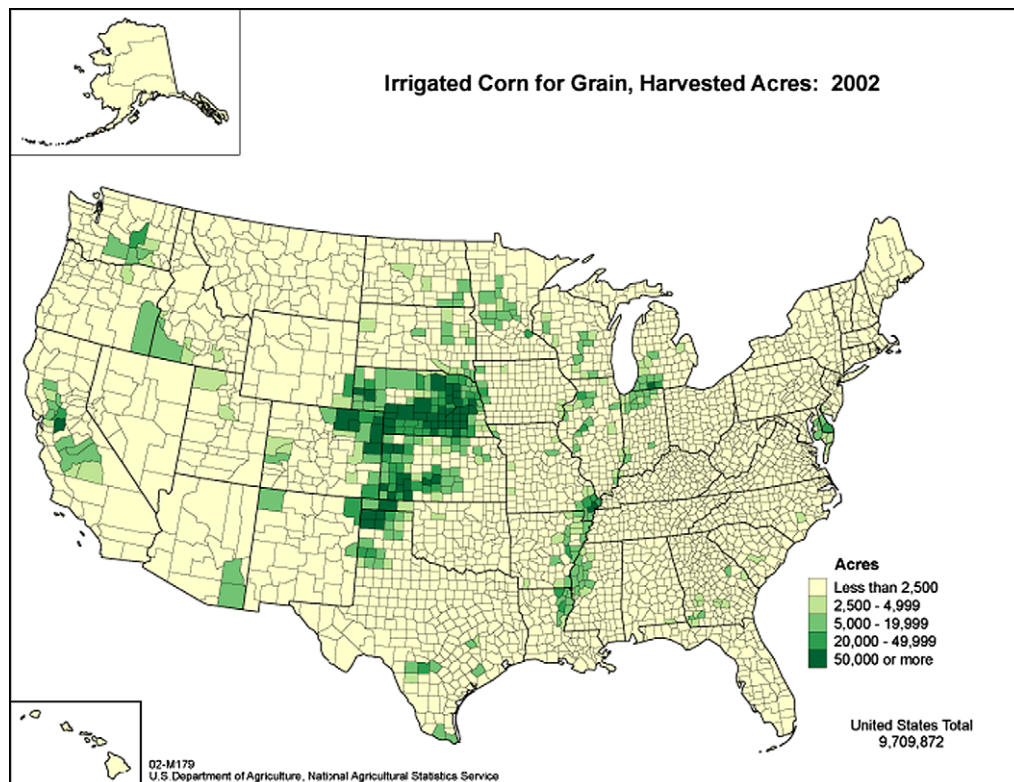 Irrigated Corn for Grain, Harvested Acres: 2002
Acres
Less than 2,500
2,500 - 4,999
5,000 - 19,999
20,000 - 49,999
50,000 or more
United States Total
9,709,872
02-M179
U.S.Department of Agriculture, National Agricultural Statistics Service